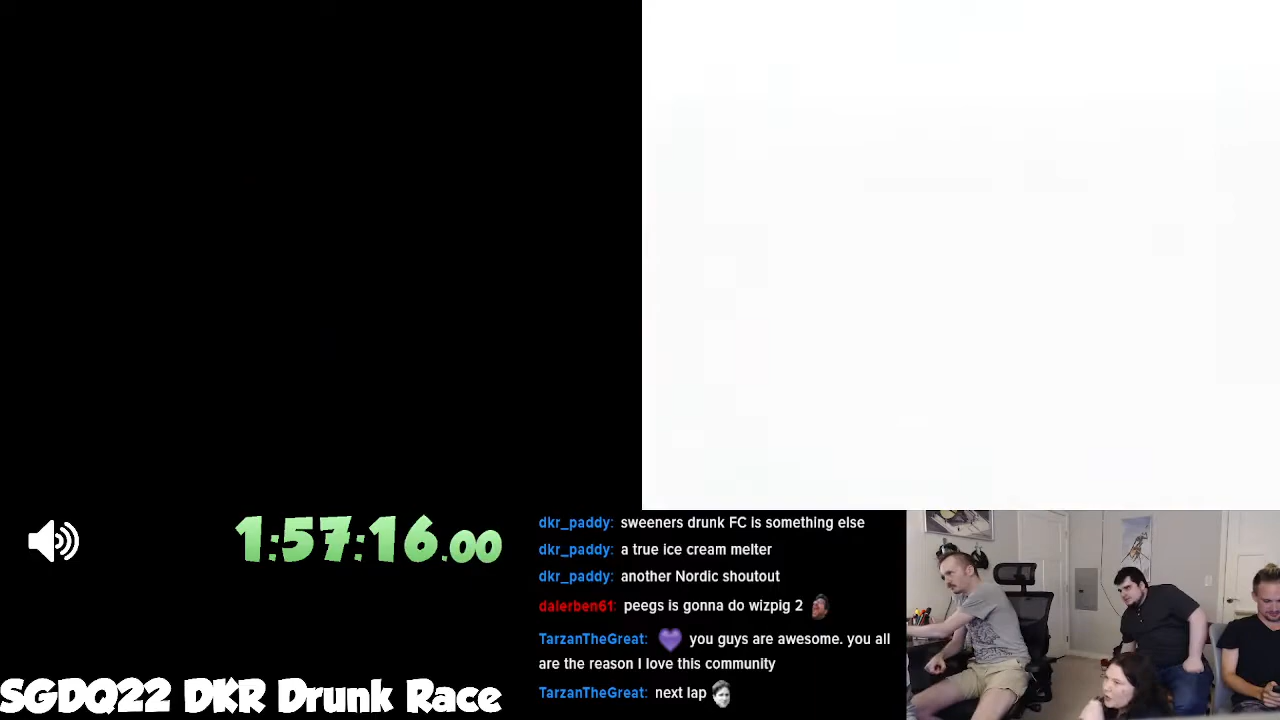 1:57:16.00
dkr_paddy: sweeners drunk FC is something else
dkr_paddy: a true ice cream melter
dkr_paddy: another Nordic shoutout
dalerben61: peegs is gonna do wizpig 2
TarzanTheGreat: you guys are awesome. you all
are the reason I love this community
TarzanTheGreat: next lap
SGDQ22 DKR Drunk Race